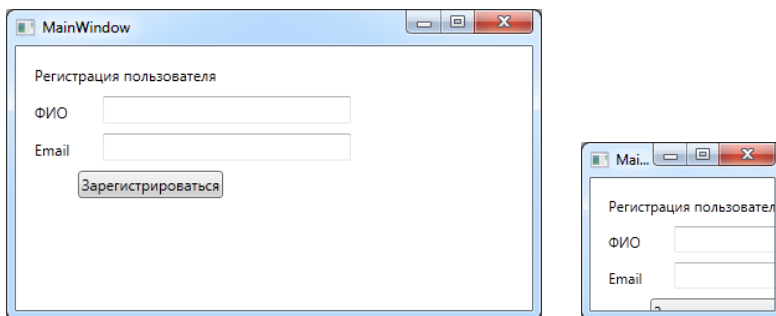 MainWindow
Регистрация пользователя
ФИО
Email
Зарегистрироваться
Mai...
Регистрация пользовател
ФИО
Email